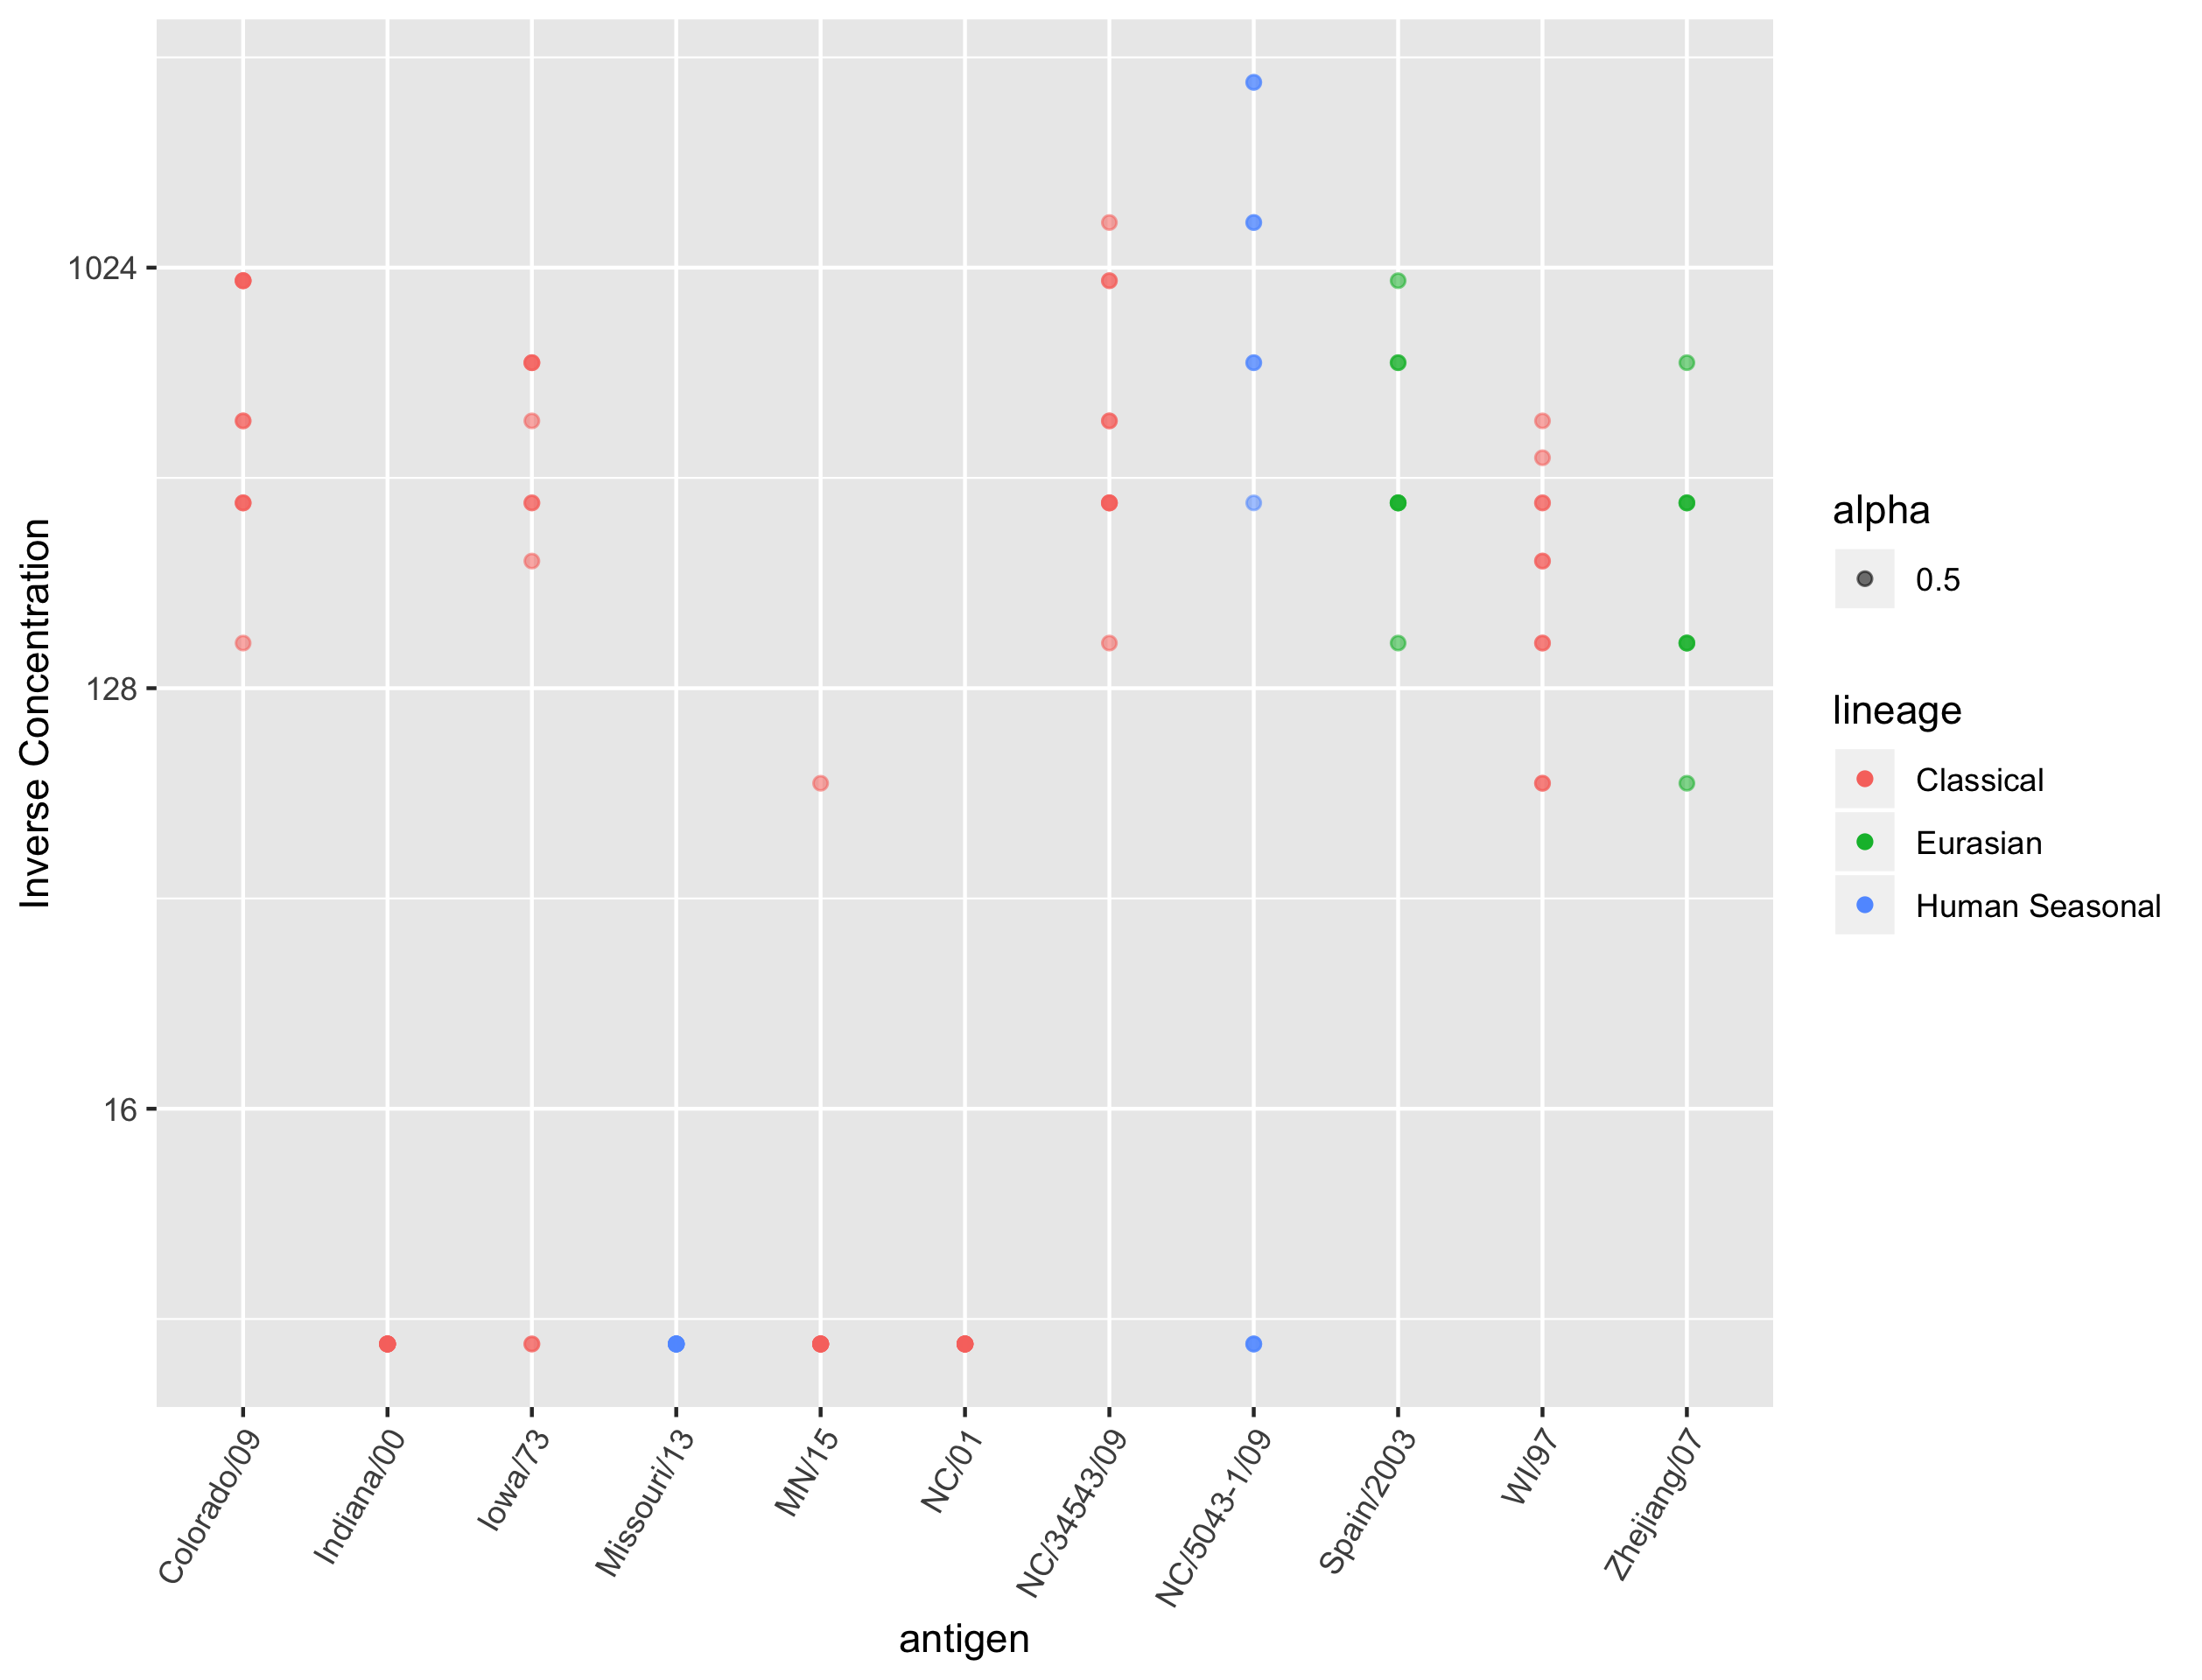 Inverse Concentration
1024
128
16
Colorado/09
Indiana/00
Iowa/73
Missouri/13
MN/15
NC/01
NC/34543/09
NC/5043-1/09
Spain/2003
WI/97
Zhejiang/07
antigen
alpha
0.5
lineage
Classical
Eurasian
Human Seasonal